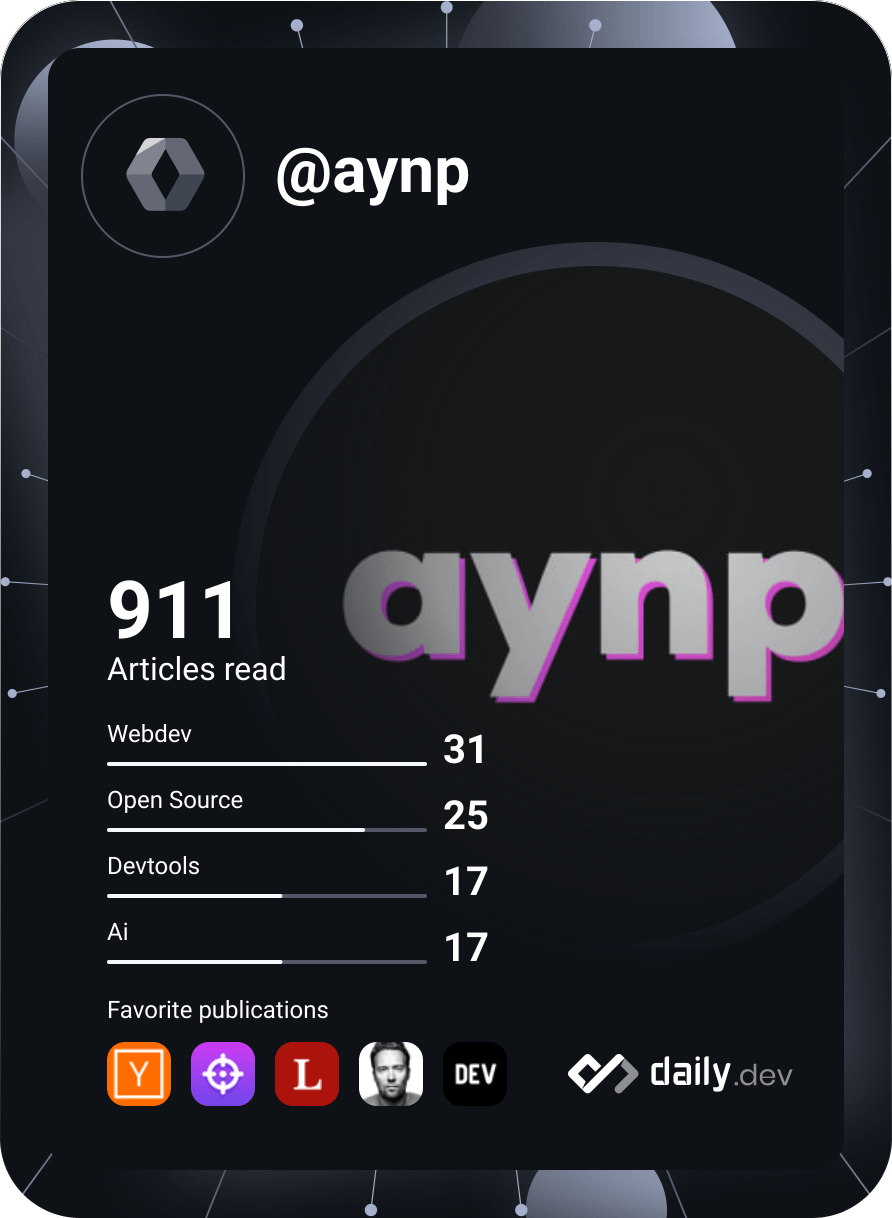 @aynp
aynp
911
Articles read
Webdev
31
Open Source
25
Devtools
17
Ai
17
Favorite publications
Y
L
DEV
daily.dev